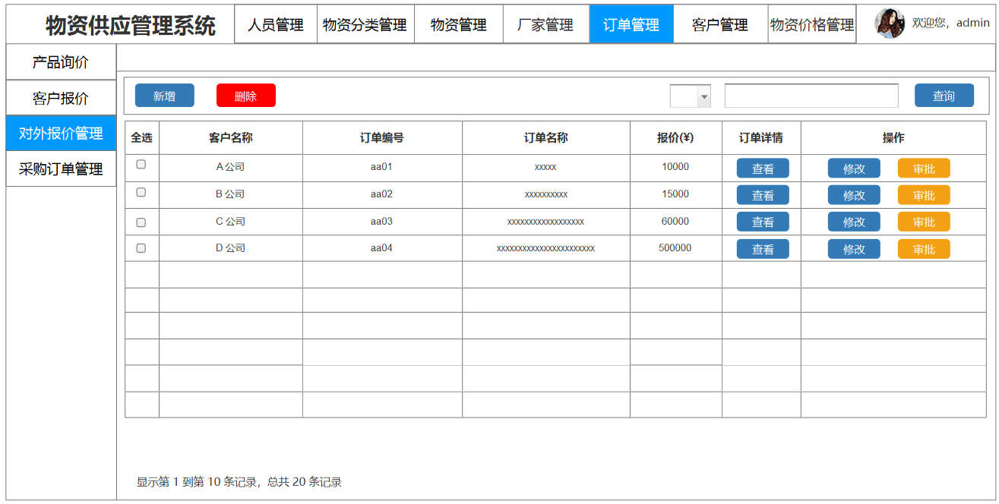 物资供应管理系统 人员管理 物资分类管理 物资管理 厂家管理 订单管理 客户管理 物资价格管理 欢迎您，admin
产品询价
客户报价
对外报价管理
采购订单管理
新增 删除 查询
全选 客户名称 订单编号 订单名称 报价(¥) 订单详情 操作
A公司 aa01 xxxxx 10000 查看 修改 审批
B 公司 aa02 xxxxxxxxxx 15000 查看 修改 审批
C 公司 aa03 xxxxxxxxxxxxxxxxxx 60000 查看 修改 审批
D 公司 aa04 xxxxxxxxxxxxxxxxxxxxxxx 500000 查看 修改 审批
显示第 1 到第 10 条记录，总共 20 条记录